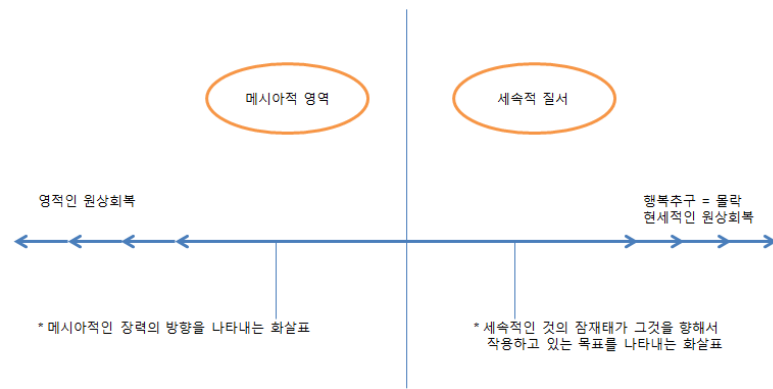 메시아적 영역
세속적 질서
영적인 원상회복
행복추구 = 몰락
현세적인 원상회복
* 메시아적인 장력의 방향을 나타내는 화살표
* 세속적인 것의 잠재태가 그것을 향해서
작용하고 있는 목표를 나타내는 화살표